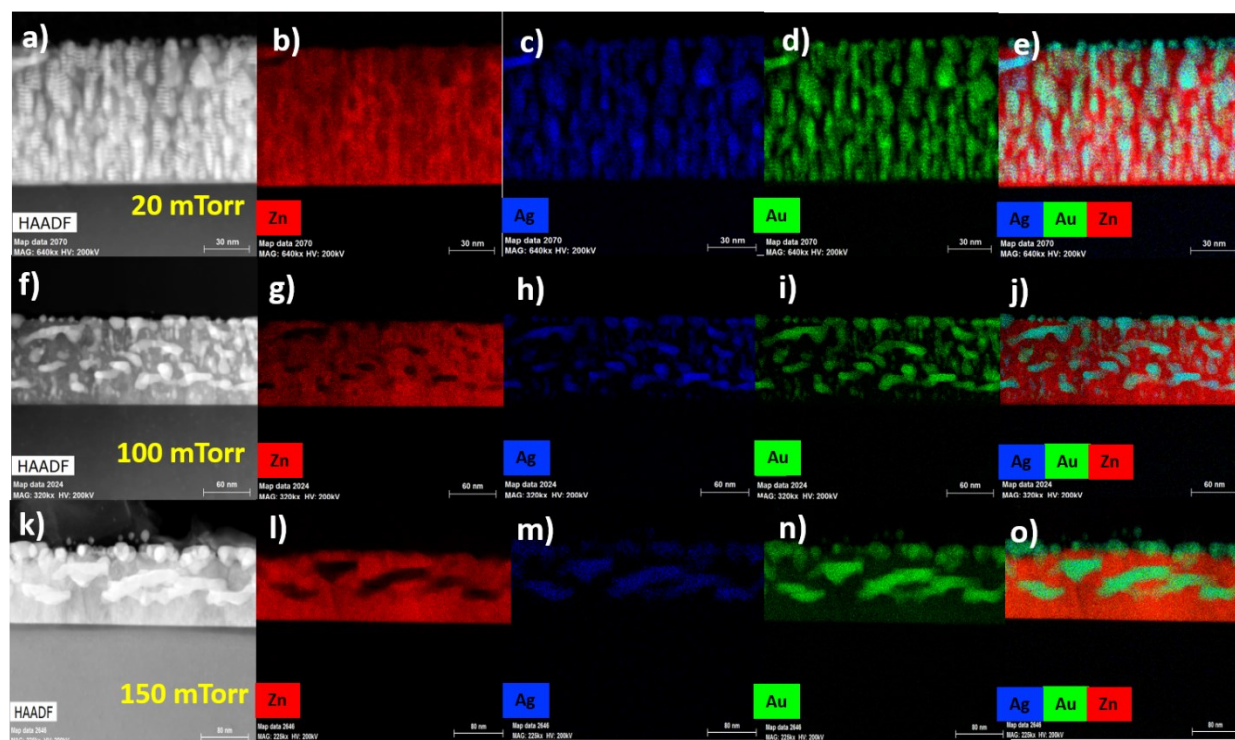 a)
b)
c)
d)
e)
20 mTorr
HAADF
Zn
Ag
Au
Ag Au Zn
Map data 2070
MAG: 640kx HV: 200kV
30 nm
Map data 2070
MAG: 640kx HV: 200kV
30 nm
Map data 2070
MAG: 640kx HV: 200kV
30 nm
Map data 2070
MAG: 640kx HV: 200kV
30 nm
Map data 2070
MAG: 640kx HV: 200kV
30 nm
f)
g)
h)
i)
j)
100 mTorr
HAADF
Zn
Ag
Au
Ag Au Zn
Map data 2024
MAG: 320kx HV: 200kV
60 nm
Map data 2024
MAG: 320kx HV: 200kV
60 nm
Map data 2024
MAG: 320kx HV: 200kV
60 nm
Map data 2024
MAG: 320kx HV: 200kV
60 nm
Map data 2024
MAG: 320kx HV: 200kV
60 nm
k)
l)
m)
n)
o)
150 mTorr
HAADF
Zn
Ag
Au
Ag Au Zn
Map data 2646
MAG: 225kx HV: 200kV
80 nm
Map data 2646
MAG: 225kx HV: 200kV
80 nm
Map data 2646
MAG: 225kx HV: 200kV
80 nm
Map data 2646
MAG: 225kx HV: 200kV
80 nm
Map data 2646
MAG: 225kx HV: 200kV
80 nm